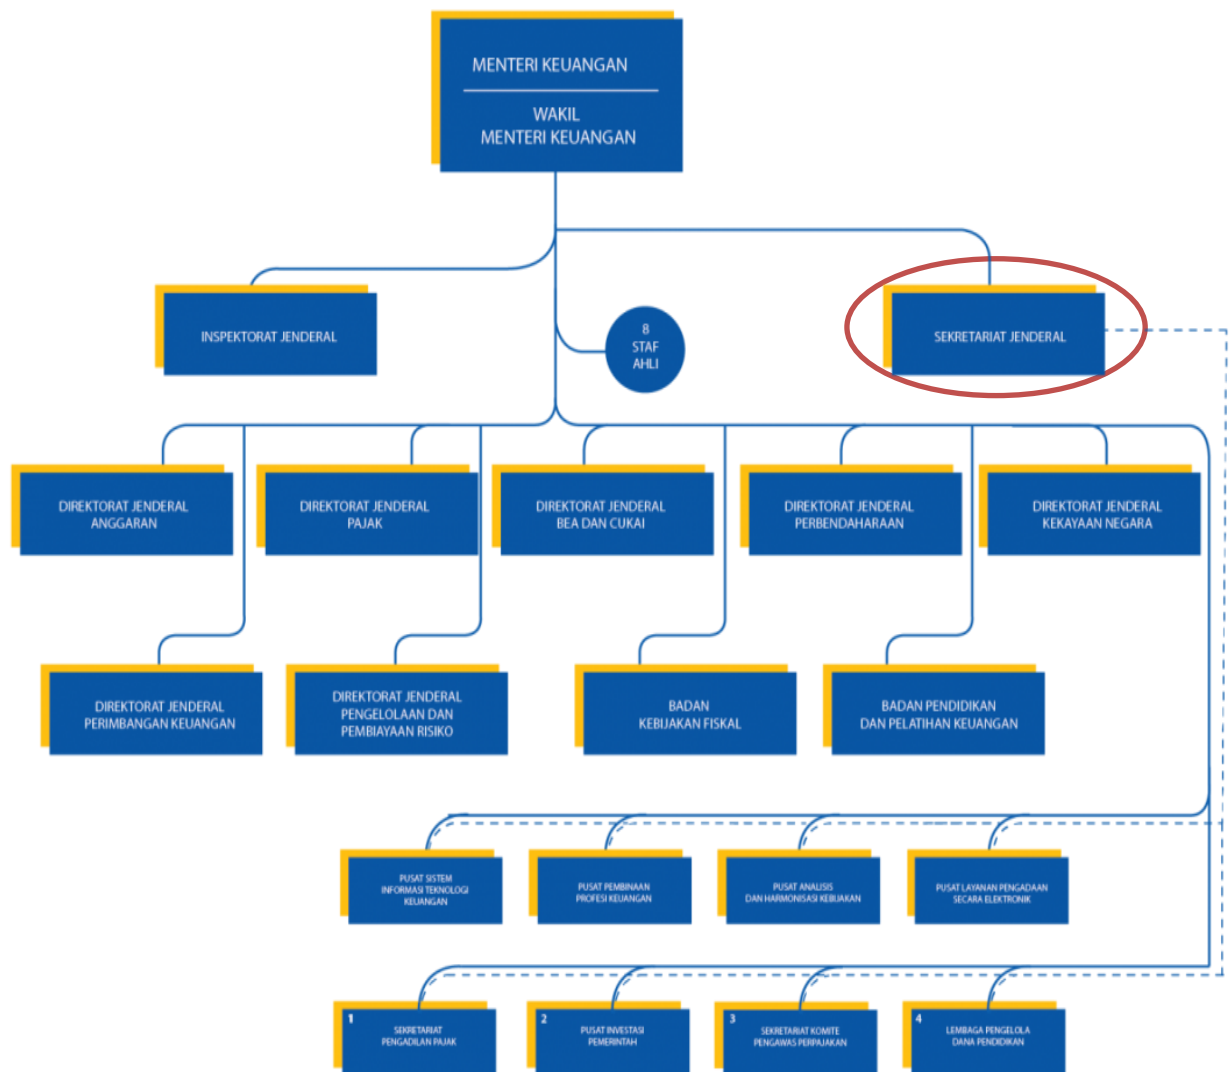 MENTERI KEUANGAN
WAKIL
MENTERI KEUANGAN
INSPEKTORAT JENDERAL
8
STAF
AHLI
SEKRETARIAT JENDERAL
DIREKTORAT JENDERAL
ANGGARAN
DIREKTORAT JENDERAL
PAJAK
DIREKTORAT JENDERAL
BEA DAN CUKAI
DIREKTORAT JENDERAL
PERBENDAHARAAN
DIREKTORAT JENDERAL
KEKAYAAN NEGARA
DIREKTORAT JENDERAL
PERIMBANGAN KEUANGAN
DIREKTORAT JENDERAL
PENGELOLAAN DAN
PEMBIAYAAN RISIKO
BADAN
KEBIJAKAN FISKAL
BADAN PENDIDIKAN
DAN PELATIHAN KEUANGAN
PUSAT SISTEM
INFORMASI TEKNOLOGI
KEUANGAN
PUSAT PEMBINAAN
PROFESI KEUANGAN
PUSAT ANALISIS
DAN HARMONISASI KEBIJAKAN
PUSAT LAYANAN PENGADAAN
SECARA ELEKTRONIK
1
SEKRETARIAT
PENGADILAN PAJAK
2
PUSAT INVESTASI
PEMERINTAH
3
SEKRETARIAT KOMITE
PENGAWAS PERPAJAKAN
4
LEMBAGA PENGELOLA
DANA PENDIDIKAN